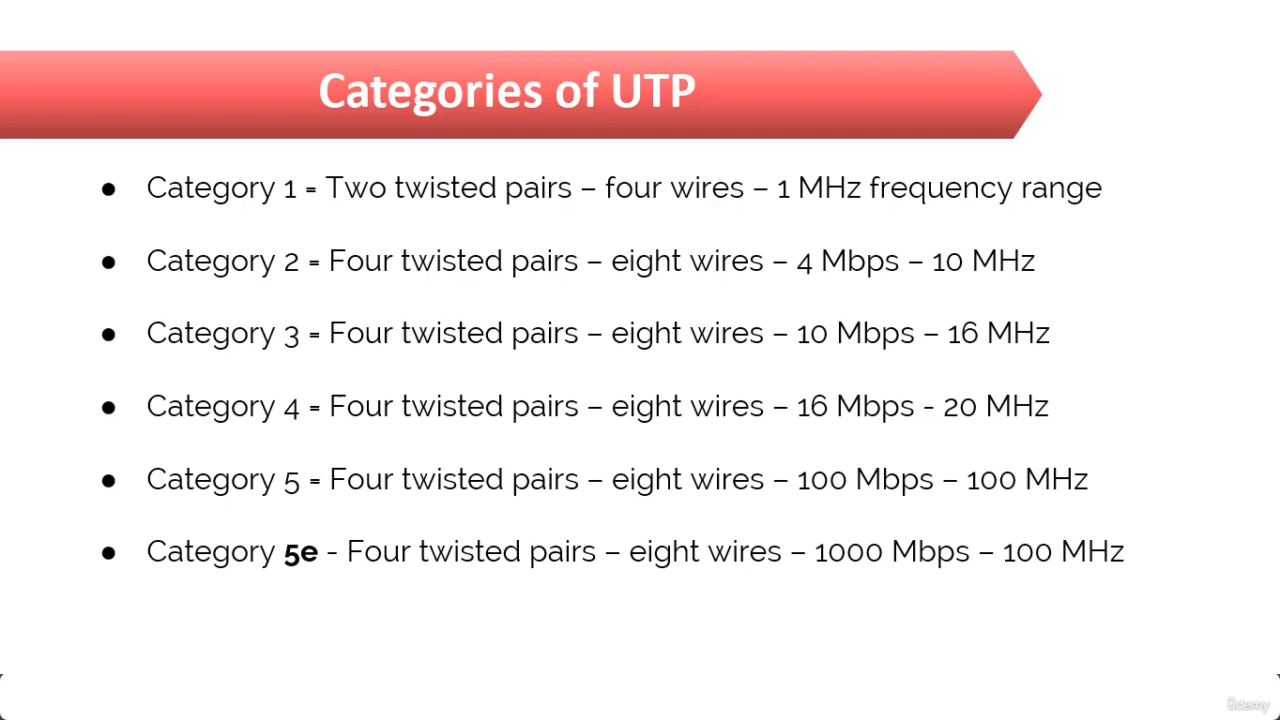 Categories of UTP
● Category 1 = Two twisted pairs – four wires – 1 MHz frequency range
● Category 2 = Four twisted pairs – eight wires – 4 Mbps – 10 MHz
● Category 3 = Four twisted pairs – eight wires – 10 Mbps – 16 MHz
● Category 4 = Four twisted pairs – eight wires – 16 Mbps - 20 MHz
● Category 5 = Four twisted pairs – eight wires – 100 Mbps – 100 MHz
● Category 5e - Four twisted pairs – eight wires – 1000 Mbps – 100 MHz
ûdemy